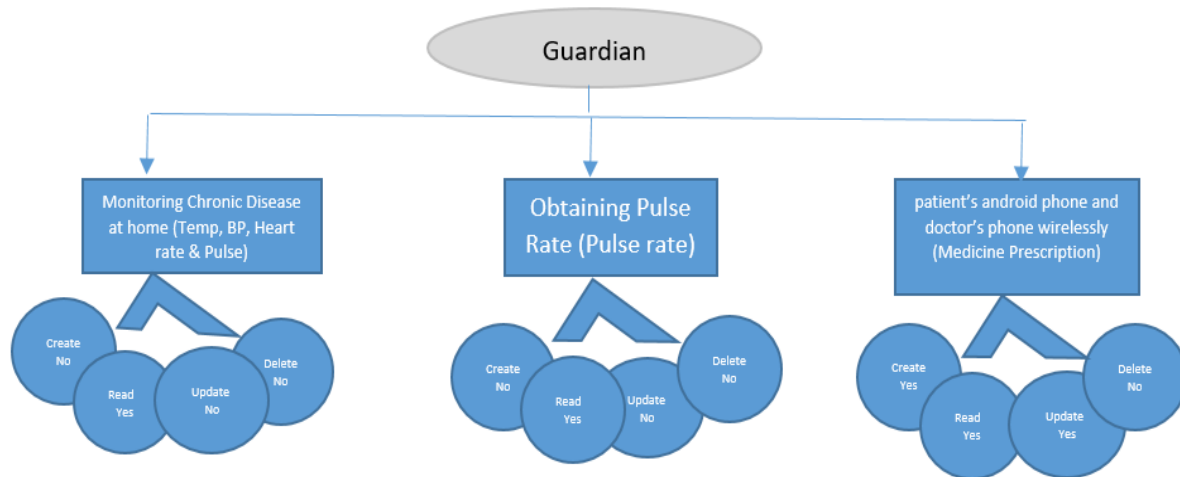 Guardian
Monitoring Chronic Disease
at home (Temp, BP, Heart
rate & Pulse)
Obtaining Pulse
Rate (Pulse rate)
patient's android phone and
doctor's phone wirelessly
(Medicine Prescription)
Create
No
Read
Yes
Update
No
Delete
No
Create
No
Read
Yes
Update
No
Delete
No
Create
Yes
Read
Yes
Update
Yes
Delete
No